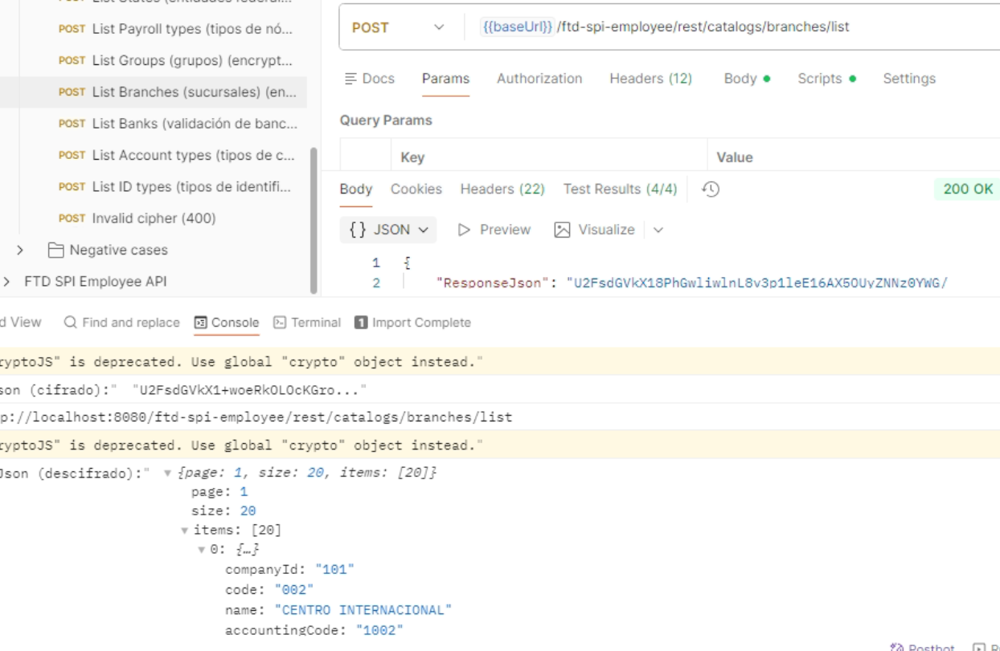 POST List Payroll types (tipos de nó...
POST List Groups (grupos) (encrypt...
POST List Branches (sucursales) (en...
POST List Banks (validación de banc...
POST List Account types (tipos de c...
POST List ID types (tipos de identifi...
POST Invalid cipher (400)
Negative cases
FTD SPI Employee API
POST
{{baseUrl}} /ftd-spi-employee/rest/catalogs/branches/list
Docs Params Authorization Headers (12) Body Scripts Settings
Query Params
Key Value
Body Cookies Headers (22) Test Results (4/4) 200 OK
{} JSON Preview Visualize
1 {
2 "ResponseJson": "U2FsdGVkX18PhGwliwlnL8v3p1leE16AX5OUyZNNz0YWG/
d View Find and replace Console Terminal 1 Import Complete
ryptoJS" is deprecated. Use global "crypto" object instead."
son (cifrado):" "U2FsdGVkX1+woeRkOLOcKGro..."
p://localhost:8080/ftd-spi-employee/rest/catalogs/branches/list
ryptoJS" is deprecated. Use global "crypto" object instead."
Json (descifrado):" {page: 1, size: 20, items: [20]}
page: 1
size: 20
items: [20]
0: {…}
companyId: "101"
code: "002"
name: "CENTRO INTERNACIONAL"
accountingCode: "1002"
Postbot